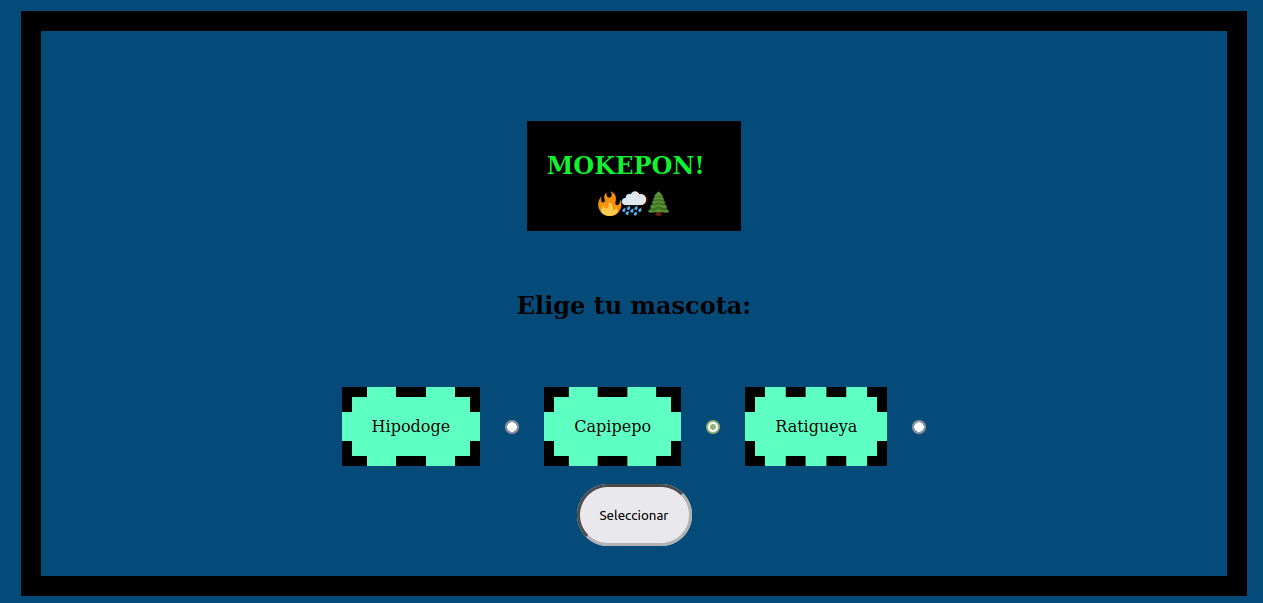 MOKEPON!
🔥🌧️🌲
Elige tu mascota:
Hipodoge Capipepo Ratigueya
Seleccionar